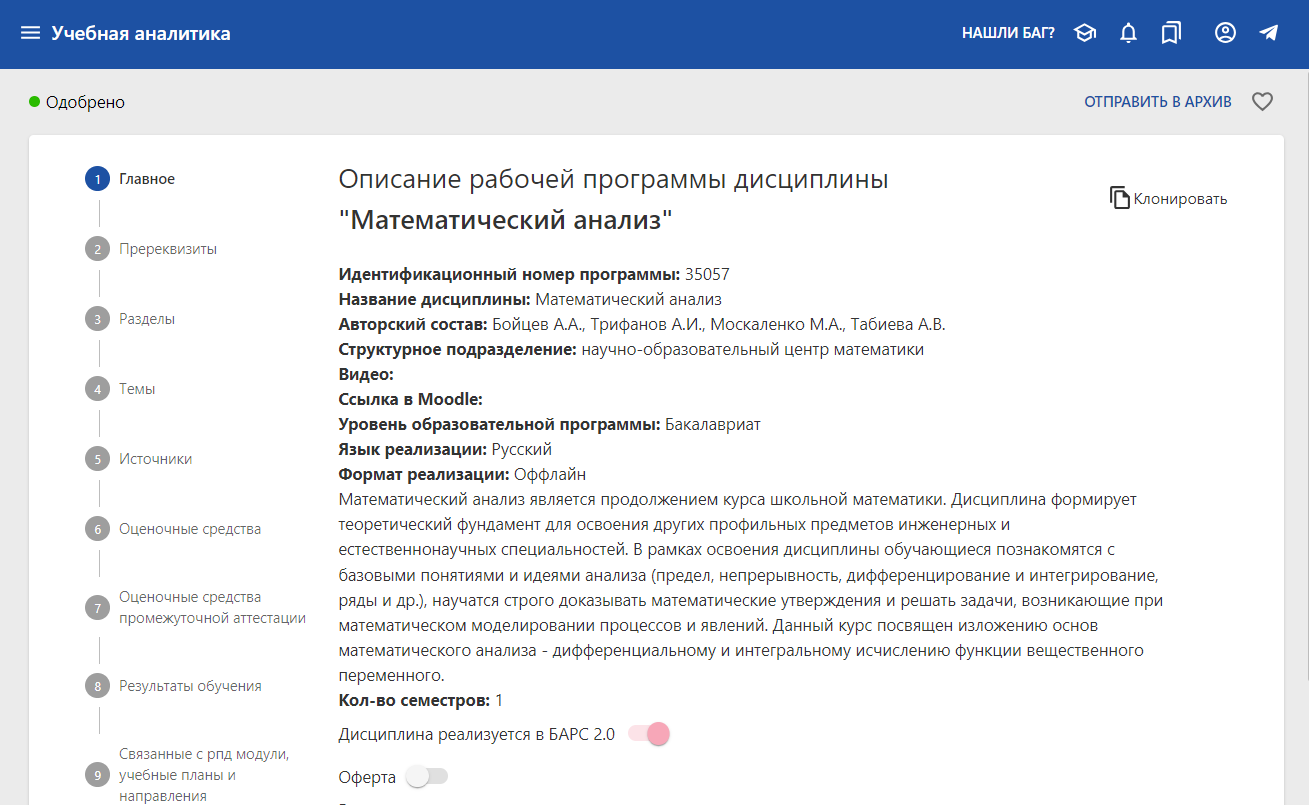 Учебная аналитика
НАШЛИ БАГ?
Одобрено
ОТПРАВИТЬ В АРХИВ
1 Главное
2 Пререквизиты
3 Разделы
4 Темы
5 Источники
6 Оценочные средства
7 Оценочные средства
промежуточной аттестации
8 Результаты обучения
9 Связанные с рпд модули,
учебные планы и
направления
Описание рабочей программы дисциплины
"Математический анализ"
Клонировать
Идентификационный номер программы: 35057
Название дисциплины: Математический анализ
Авторский состав: Бойцев А.А., Трифанов А.И., Москаленко М.А., Табиева А.В.
Структурное подразделение: научно-образовательный центр математики
Видео:
Ссылка в Moodle:
Уровень образовательной программы: Бакалавриат
Язык реализации: Русский
Формат реализации: Оффлайн
Математический анализ является продолжением курса школьной математики. Дисциплина формирует
теоретический фундамент для освоения других профильных предметов инженерных и
естественнонаучных специальностей. В рамках освоения дисциплины обучающиеся познакомятся с
базовыми понятиями и идеями анализа (предел, непрерывность, дифференцирование и интегрирование,
ряды и др.), научатся строго доказывать математические утверждения и решать задачи, возникающие при
математическом моделировании процессов и явлений. Данный курс посвящен изложению основ
математического анализа - дифференциальному и интегральному исчислению функции вещественного
переменного.
Кол-во семестров: 1
Дисциплина реализуется в БАРС 2.0
Оферта